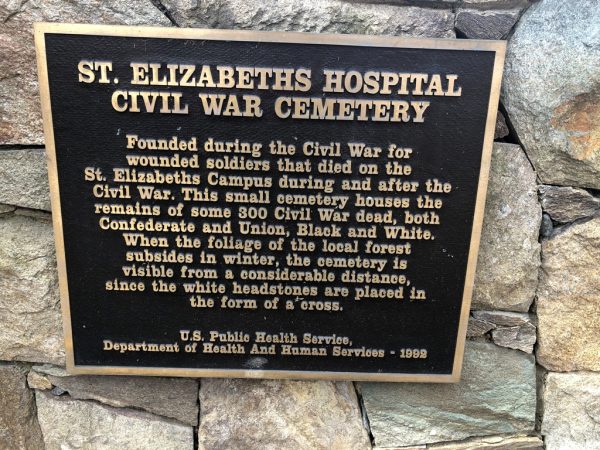 ST. ELIZABETHS HOSPITAL
CIVIL WAR CEMETERY
Founded during the Civil War for
wounded soldiers that died on the
St. Elizabeths Campus during and after the
Civil War. This small cemetery houses the
remains of some 300 Civil War dead, both
Confederate and Union, Black and White.
When the foliage of the local forest
subsides in winter, the cemetery is
visible from a considerable distance,
since the white headstones are placed in
the form of a cross.
U.S. Public Health Service,
Department of Health And Human Services - 1992